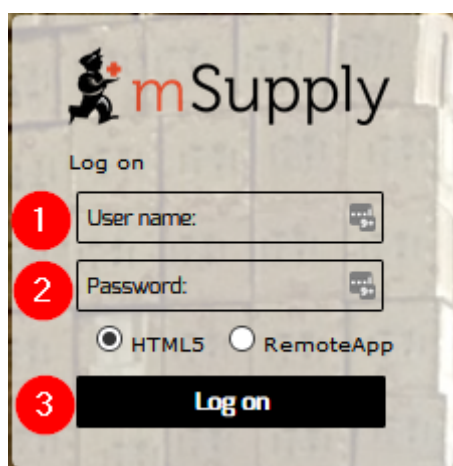 mSupply
Log on
1 User name:
2 Password:
HTML5 RemoteApp
3 Log on